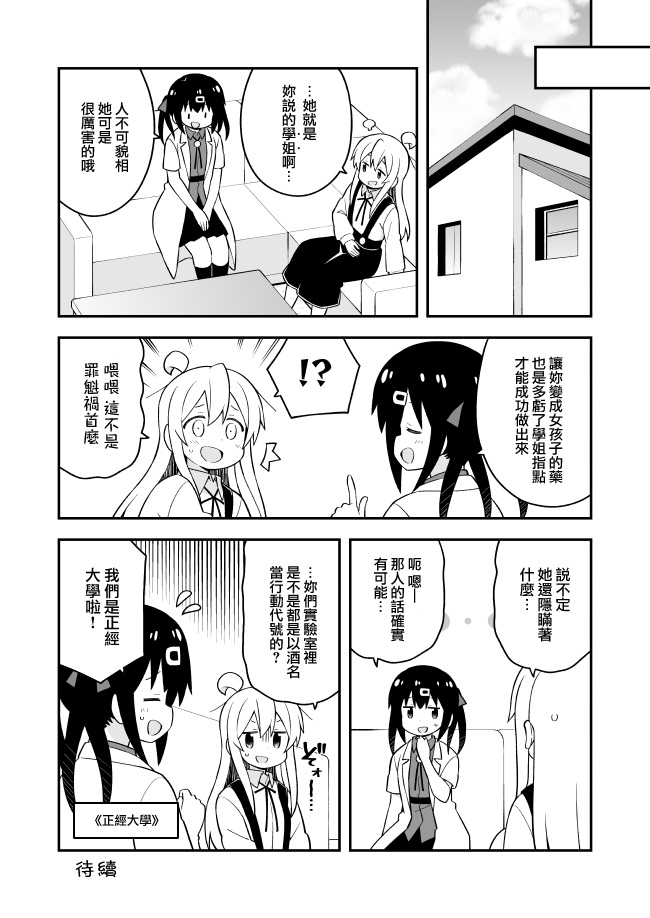 …她就是
妳說的學姐啊…
人不可貌相
她可是
很厲害的哦
讓妳變成女孩子的藥
也是多虧了學姐指點
才能成功做出來
!?
喂喂…這不是
罪魁禍首麼
說不定
她還隱瞞著
什麼…
呃嗯—
那人的話確實
有可能…
…妳們實驗室裡
是不是都是以酒名
當行動代號的?
ぞぞォー…
我們是正經
大學啦!
《正經大學》
待續